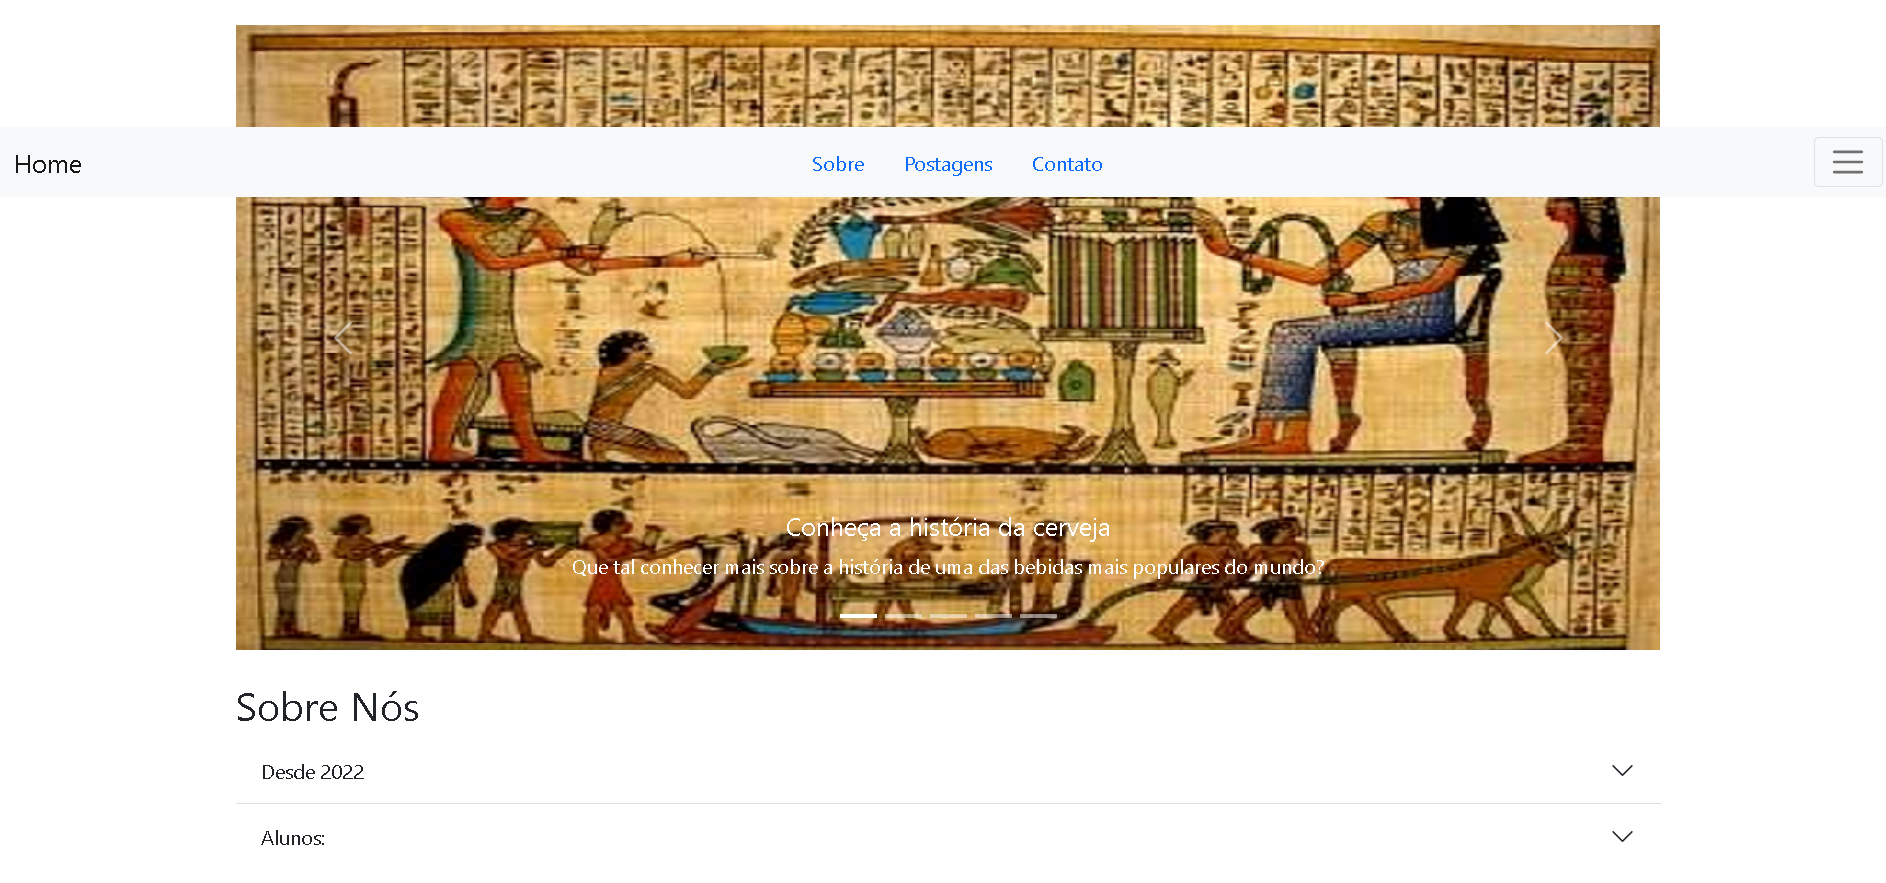 Home
Sobre Postagens Contato
Conheça a história da cerveja
Que tal conhecer mais sobre a história de uma das bebidas mais populares do mundo?
Sobre Nós
Desde 2022
Alunos: